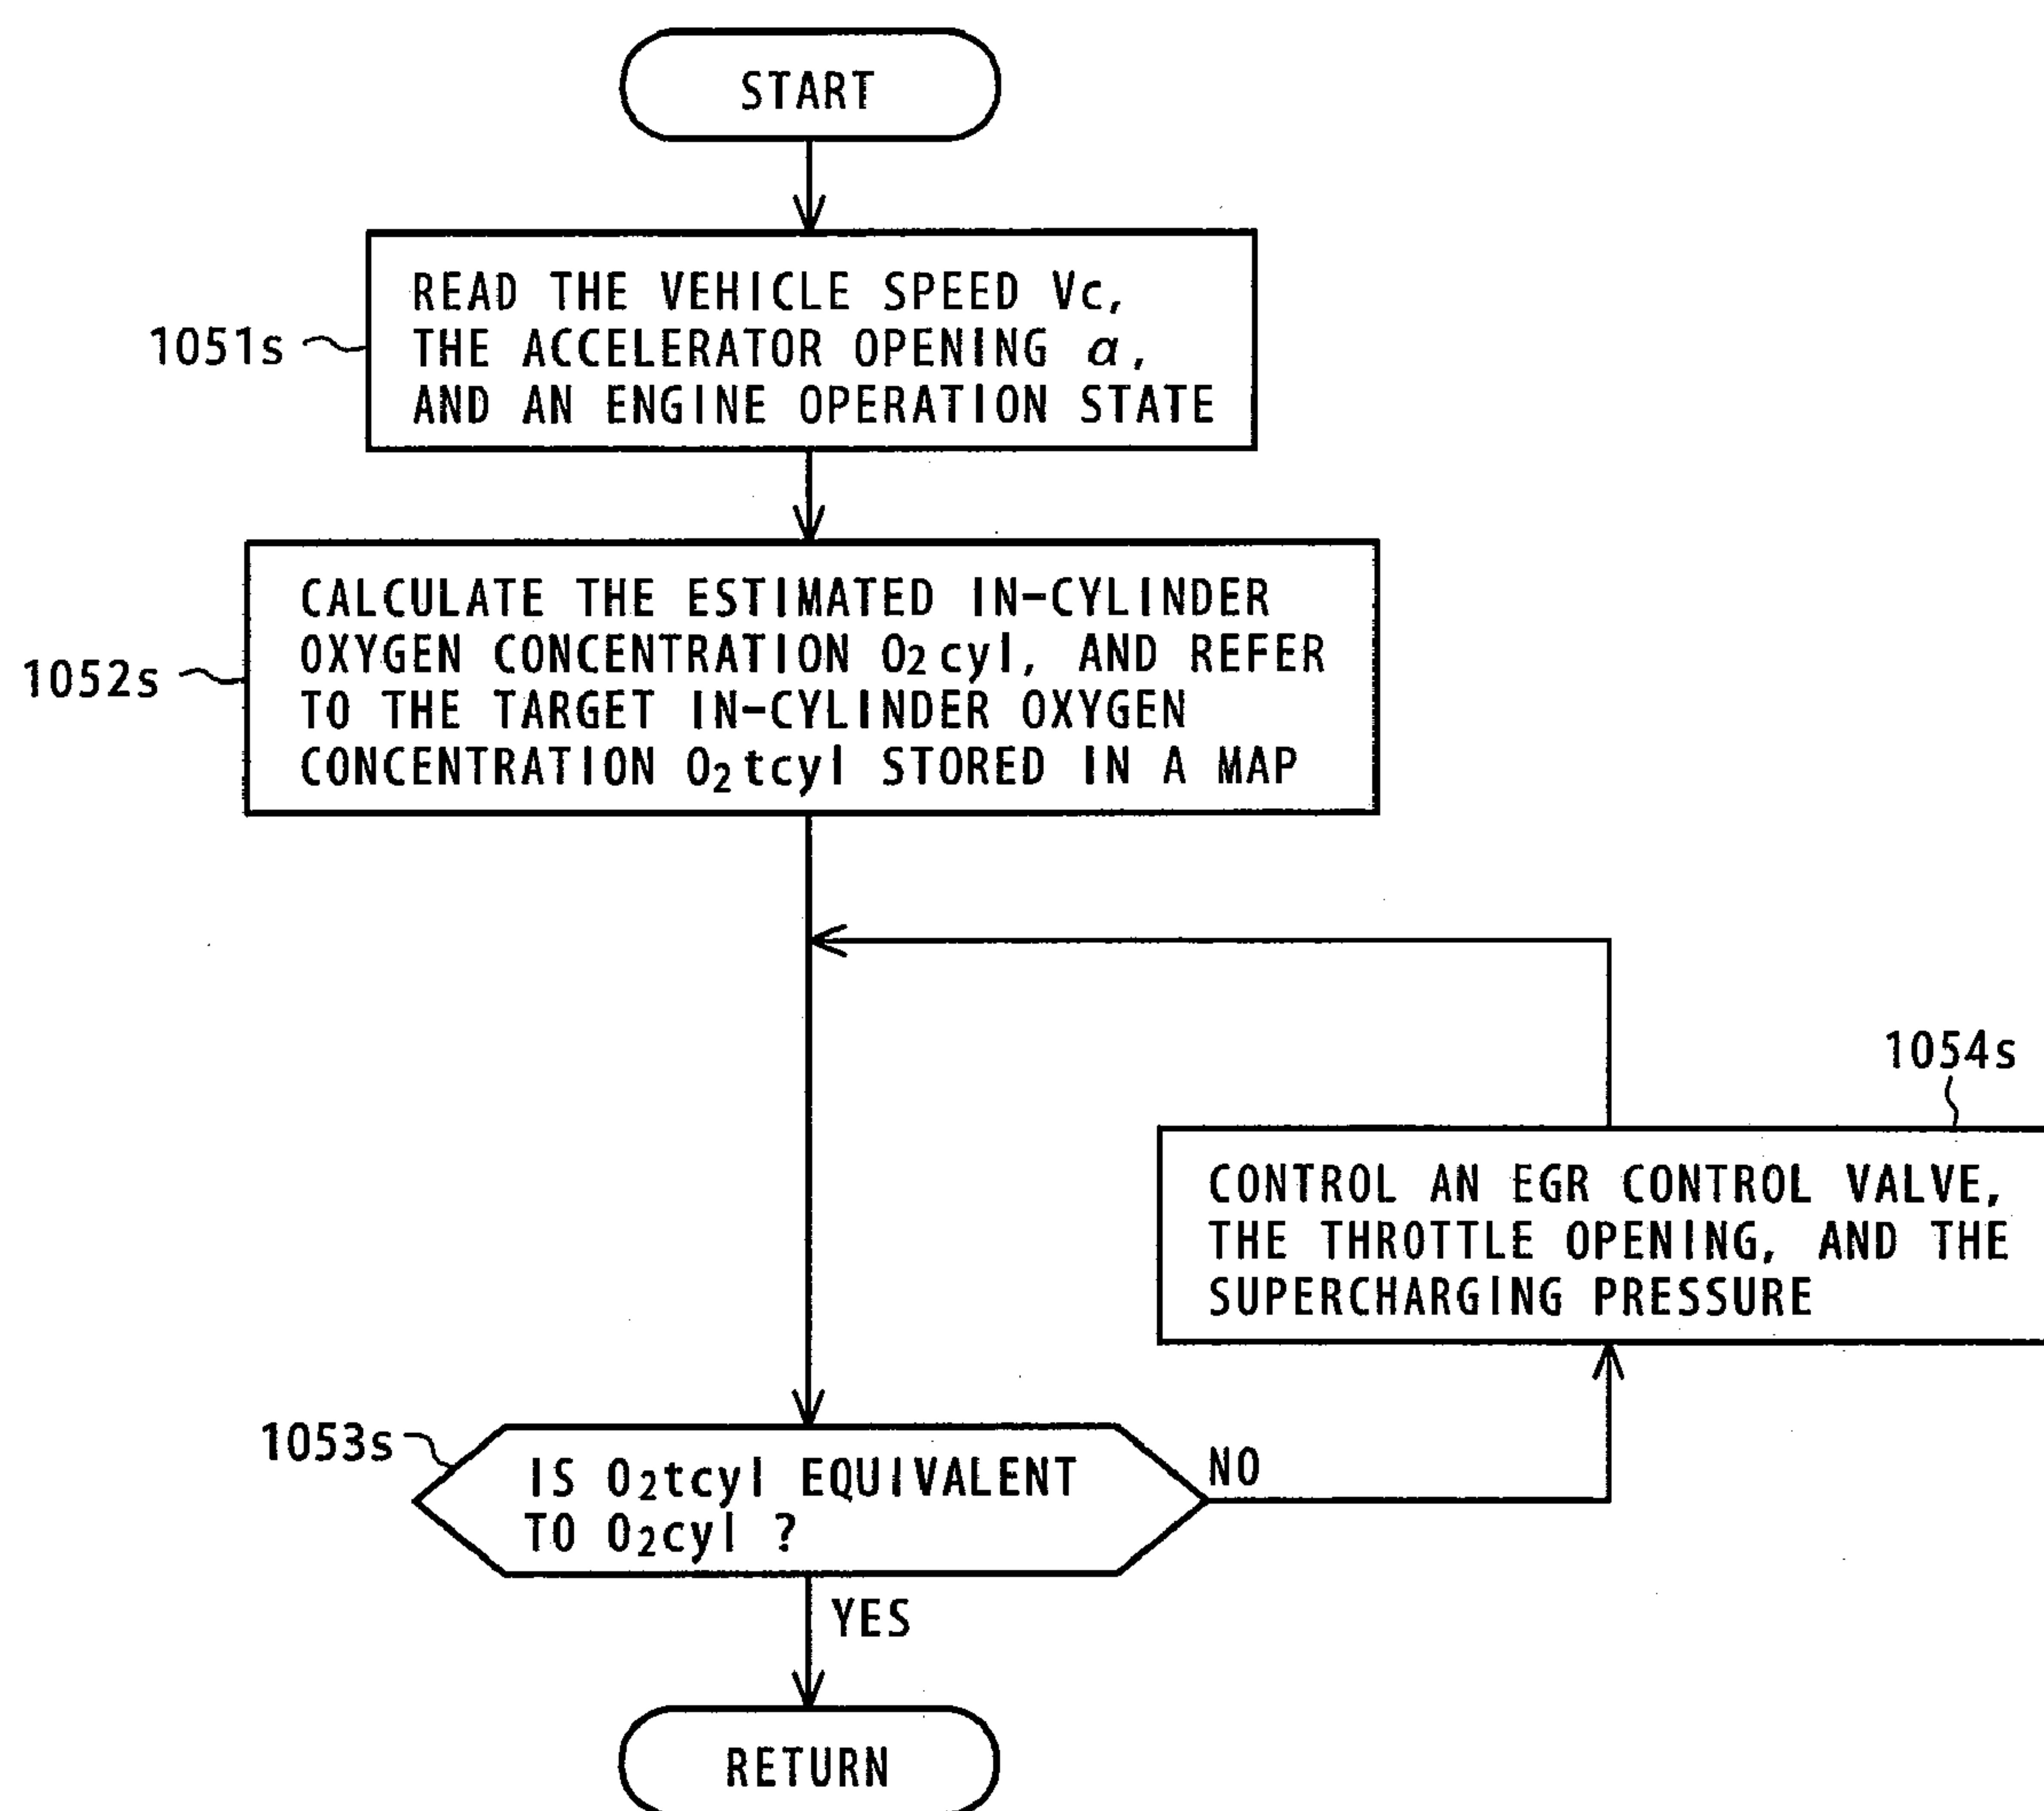 START
1051s
READ THE VEHICLE SPEED Vc,
THE ACCELERATOR OPENING α,
AND AN ENGINE OPERATION STATE
1052s
CALCULATE THE ESTIMATED IN-CYLINDER
OXYGEN CONCENTRATION O₂cyl, AND REFER
TO THE TARGET IN-CYLINDER OXYGEN
CONCENTRATION O₂tcyl STORED IN A MAP
1054s
CONTROL AN EGR CONTROL VALVE,
THE THROTTLE OPENING, AND THE
SUPERCHARGING PRESSURE
1053s
IS O₂tcyl EQUIVALENT
TO O₂cyl ?
NO
YES
RETURN